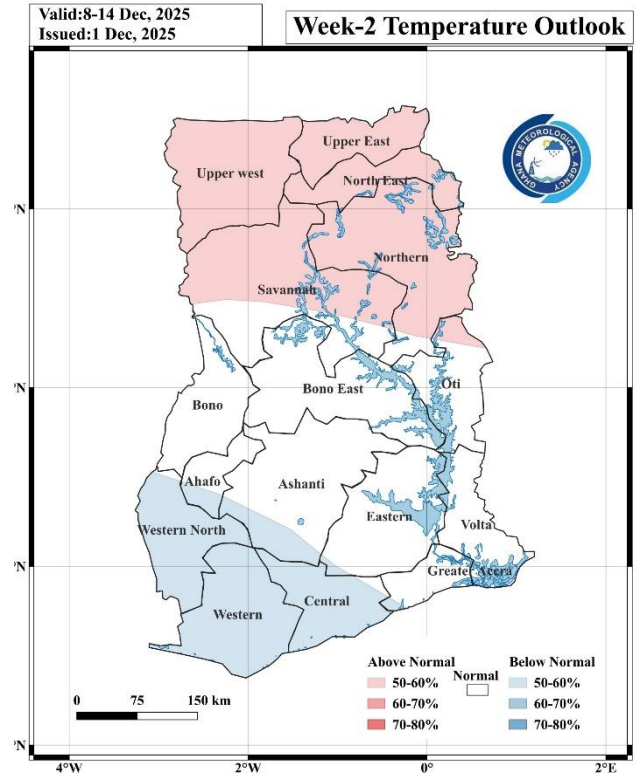 Valid:8-14 Dec, 2025
Issued:1 Dec, 2025
Week-2 Temperature Outlook
GHANA METEOROLOGICAL AGENCY
Upper East
Upper west
North East
°N
Northern
Savannah
°N
Oti
Bono East
Bono
Ahafo
Ashanti
Eastern
Volta
Western North
°N
Greater Accra
Central
Western
Above Normal
Normal
Below Normal
50-60%
50-60%
60-70%
60-70%
70-80%
70-80%
0 75 150 km
°N
4°W
2°W
0°
2°E